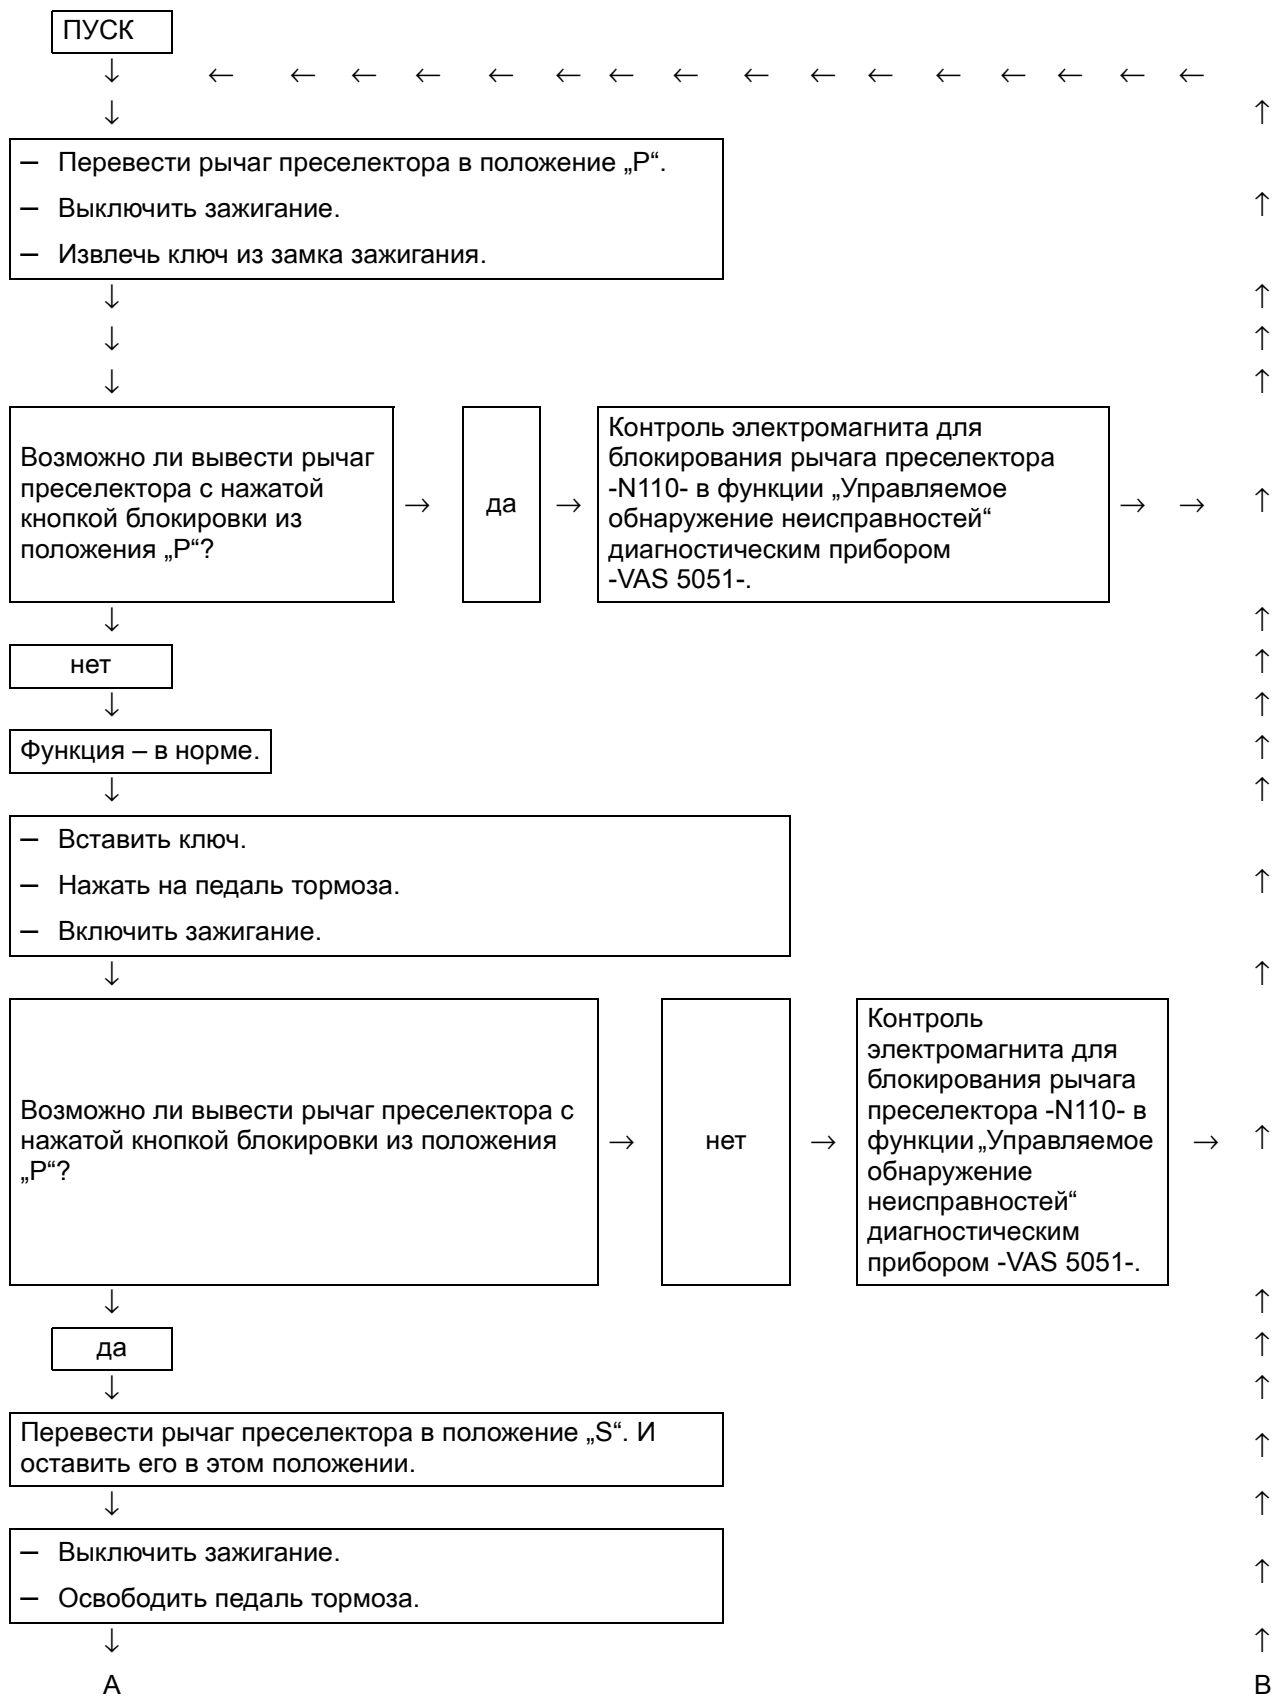 ПУСК
↓ ← ← ← ← ← ← ← ← ← ← ← ← ← ← ← ←
↓ ↑
— Перевести рычаг преселектора в положение „P“.
— Выключить зажигание. ↑
— Извлечь ключ из замка зажигания.
↓ ↑
↓ ↑
↓ ↑
Возможно ли вывести рычаг
преселектора с нажатой
кнопкой блокировки из
положения „P“?
→
да
→
Контроль электромагнита для
блокирования рычага преселектора
-N110- в функции „Управляемое
обнаружение неисправностей“
диагностическим прибором
-VAS 5051-.
→ → ↑
↓ ↑
нет ↑
↓ ↑
Функция – в норме. ↑
↓ ↑
— Вставить ключ.
— Нажать на педаль тормоза. ↑
— Включить зажигание.
↓ ↑
Возможно ли вывести рычаг преселектора с
нажатой кнопкой блокировки из положения
„P“?
→
нет
→
Контроль
электромагнита для
блокирования рычага
преселектора -N110- в
функции „Управляемое
обнаружение
неисправностей“
диагностическим
прибором -VAS 5051-.
→ ↑
↓ ↑
да ↑
↓ ↑
Перевести рычаг преселектора в положение „S“. И
оставить его в этом положении.
↑
↓ ↑
— Выключить зажигание.
— Освободить педаль тормоза.
↑
↓ ↑
A B